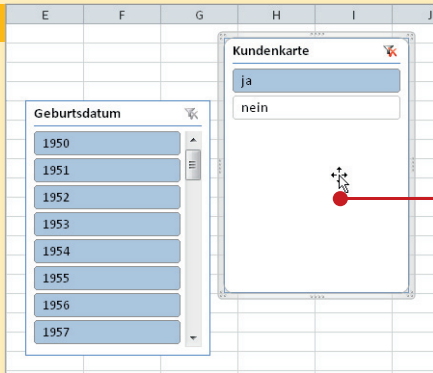 E F G H I J
Kundenkarte
ja
nein
Geburtsdatum
1950
1951
1952
1953
1954
1955
1956
1957